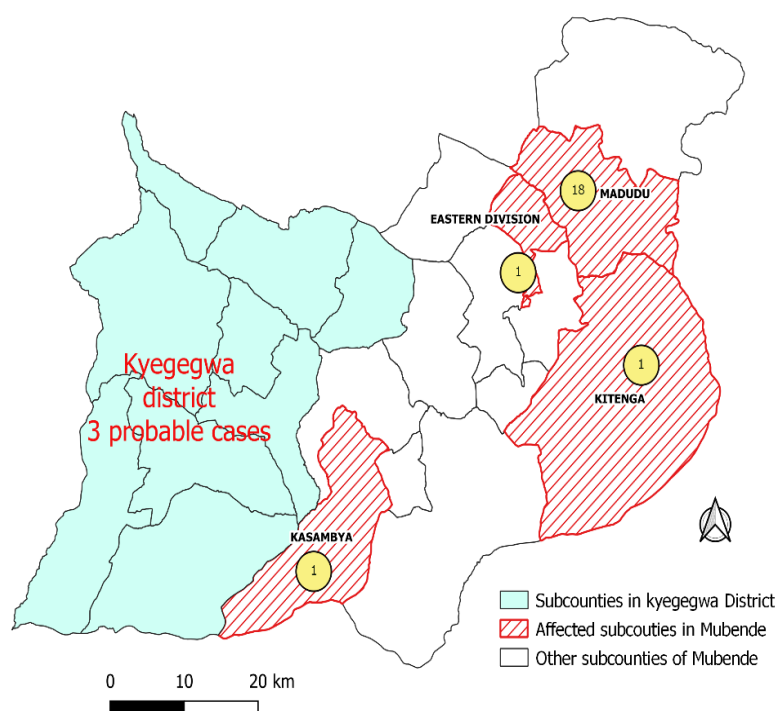 18
MADUDU
EASTERN DIVISION
1
Kyegegwa
district
3 probable cases
1
KITENGA
KASAMBYA
1
Subcounties in kyegegwa District
Affected subcouties in Mubende
Other subcounties of Mubende
0 10 20 km